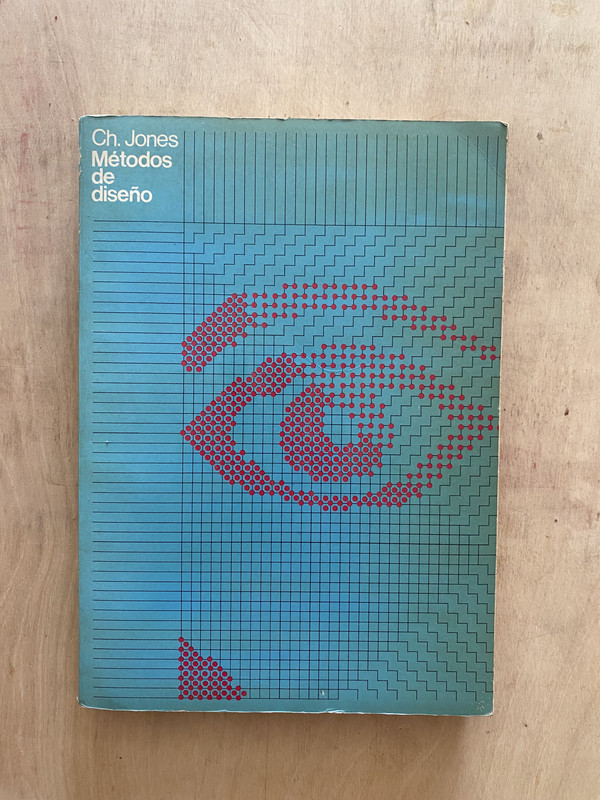 Ch. Jones
Métodos
de
diseño